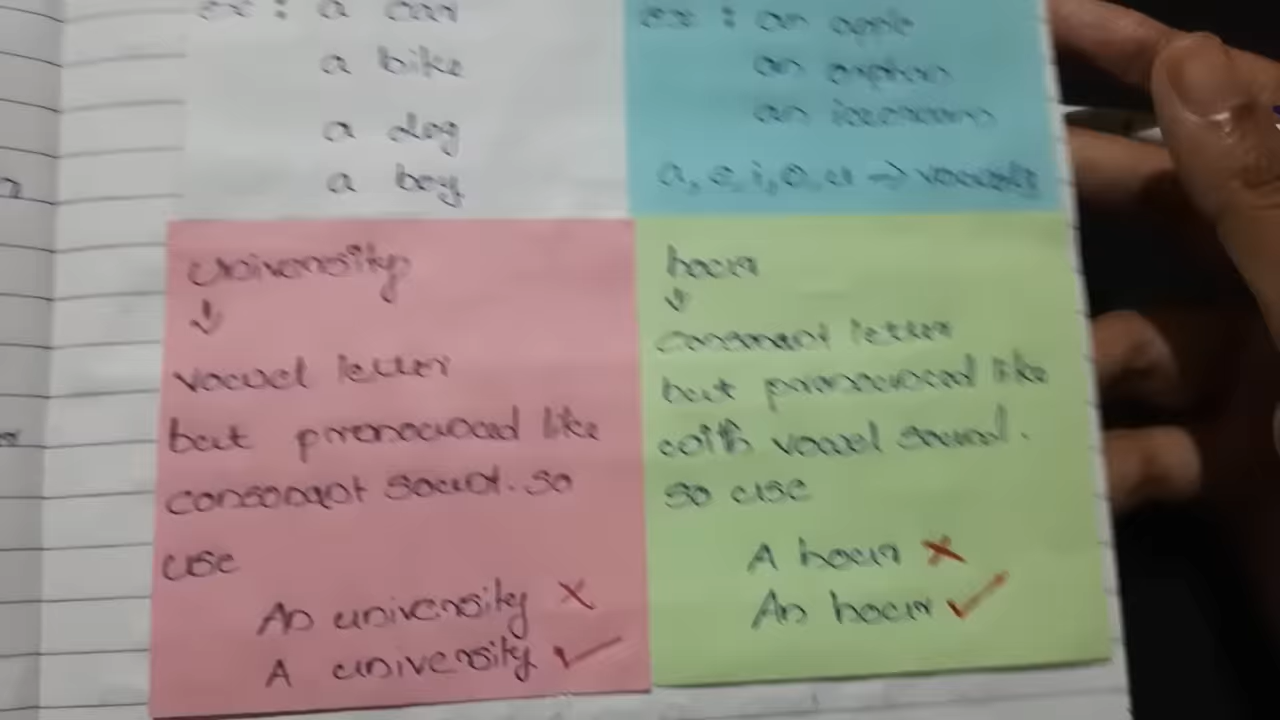 ex : a car
a bike
a dog
a boy
ex : an apple
an orphan
an icecream
a, e, i, o, u → vowels
university
↓
vowel letter
but pronounced like
consonant sound. so
use
An university ✗
A university ✓
hour
↓
consonant letter
but pronounced like
with vowel sound.
so use
A hour ✗
An hour ✓